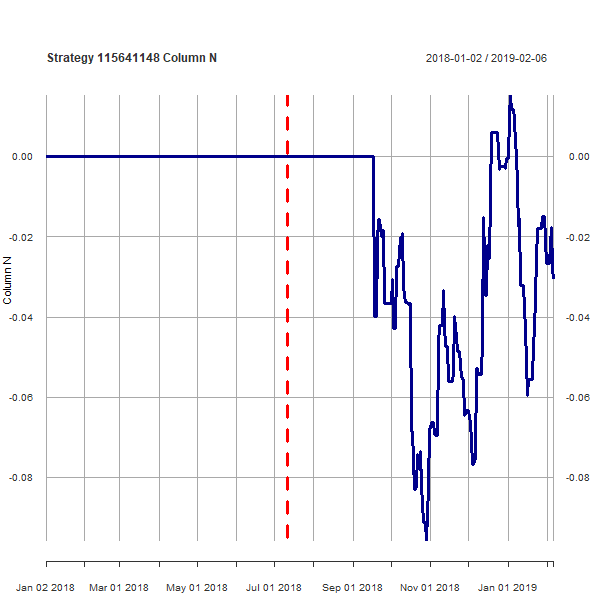 Strategy 115641148 Column N
2018-01-02 / 2019-02-06
Column N
0.00
-0.02
-0.04
-0.06
-0.08
0.00
-0.02
-0.04
-0.06
-0.08
Jan 02 2018
Mar 01 2018
May 01 2018
Jul 01 2018
Sep 01 2018
Nov 01 2018
Jan 01 2019